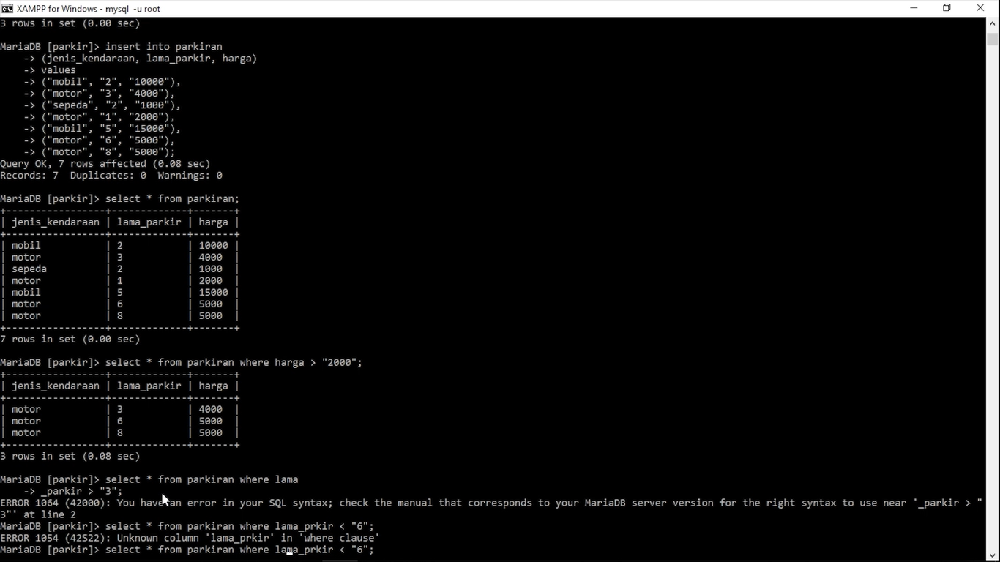 XAMPP for Windows - mysql -u root
3 rows in set (0.00 sec)
MariaDB [parkir]> insert into parkiran
-> (jenis_kendaraan, lama_parkir, harga)
-> values
-> ("mobil", "2", "10000"),
-> ("motor", "3", "4000"),
-> ("sepeda", "2", "1000"),
-> ("motor", "1", "2000"),
-> ("mobil", "5", "15000"),
-> ("motor", "6", "5000"),
-> ("motor", "8", "5000");
Query OK, 7 rows affected (0.08 sec)
Records: 7  Duplicates: 0  Warnings: 0
MariaDB [parkir]> select * from parkiran;
+-----------------+-------------+-------+
| jenis_kendaraan | lama_parkir | harga |
+-----------------+-------------+-------+
| mobil           | 2           | 10000 |
| motor           | 3           | 4000  |
| sepeda          | 2           | 1000  |
| motor           | 1           | 2000  |
| mobil           | 5           | 15000 |
| motor           | 6           | 5000  |
| motor           | 8           | 5000  |
+-----------------+-------------+-------+
7 rows in set (0.00 sec)
MariaDB [parkir]> select * from parkiran where harga > "2000";
+-----------------+-------------+-------+
| jenis_kendaraan | lama_parkir | harga |
+-----------------+-------------+-------+
| motor           | 3           | 4000  |
| motor           | 6           | 5000  |
| motor           | 8           | 5000  |
+-----------------+-------------+-------+
3 rows in set (0.08 sec)
MariaDB [parkir]> select * from parkiran where lama
-> _parkir > "3";
ERROR 1064 (42000): You have an error in your SQL syntax; check the manual that corresponds to your MariaDB server version for the right syntax to use near '_parkir > "
3"' at line 2
MariaDB [parkir]> select * from parkiran where lama_prkir < "6";
ERROR 1054 (42S22): Unknown column 'lama_prkir' in 'where clause'
MariaDB [parkir]> select * from parkiran where lama_prkir < "6";